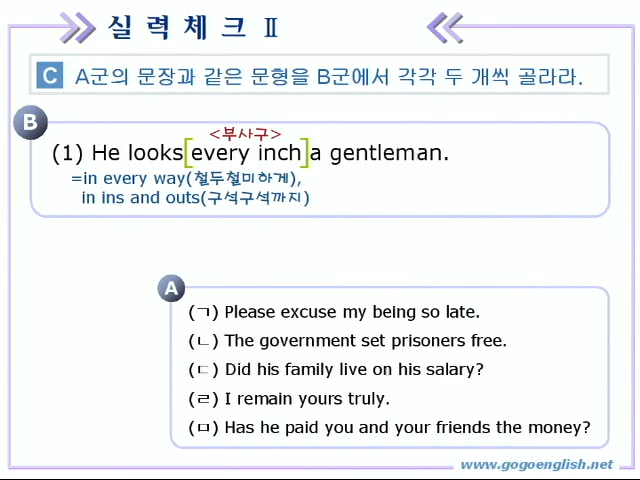 실 력 체 크 Ⅱ
C A군의 문장과 같은 문형을 B군에서 각각 두 개씩 골라라.
B
<부사구>
(1) He looks[every inch]a gentleman.
=in every way(철두철미하게),
in ins and outs(구석구석까지)
A
(ㄱ) Please excuse my being so late.
(ㄴ) The government set prisoners free.
(ㄷ) Did his family live on his salary?
(ㄹ) I remain yours truly.
(ㅁ) Has he paid you and your friends the money?
www.gogoenglish.net